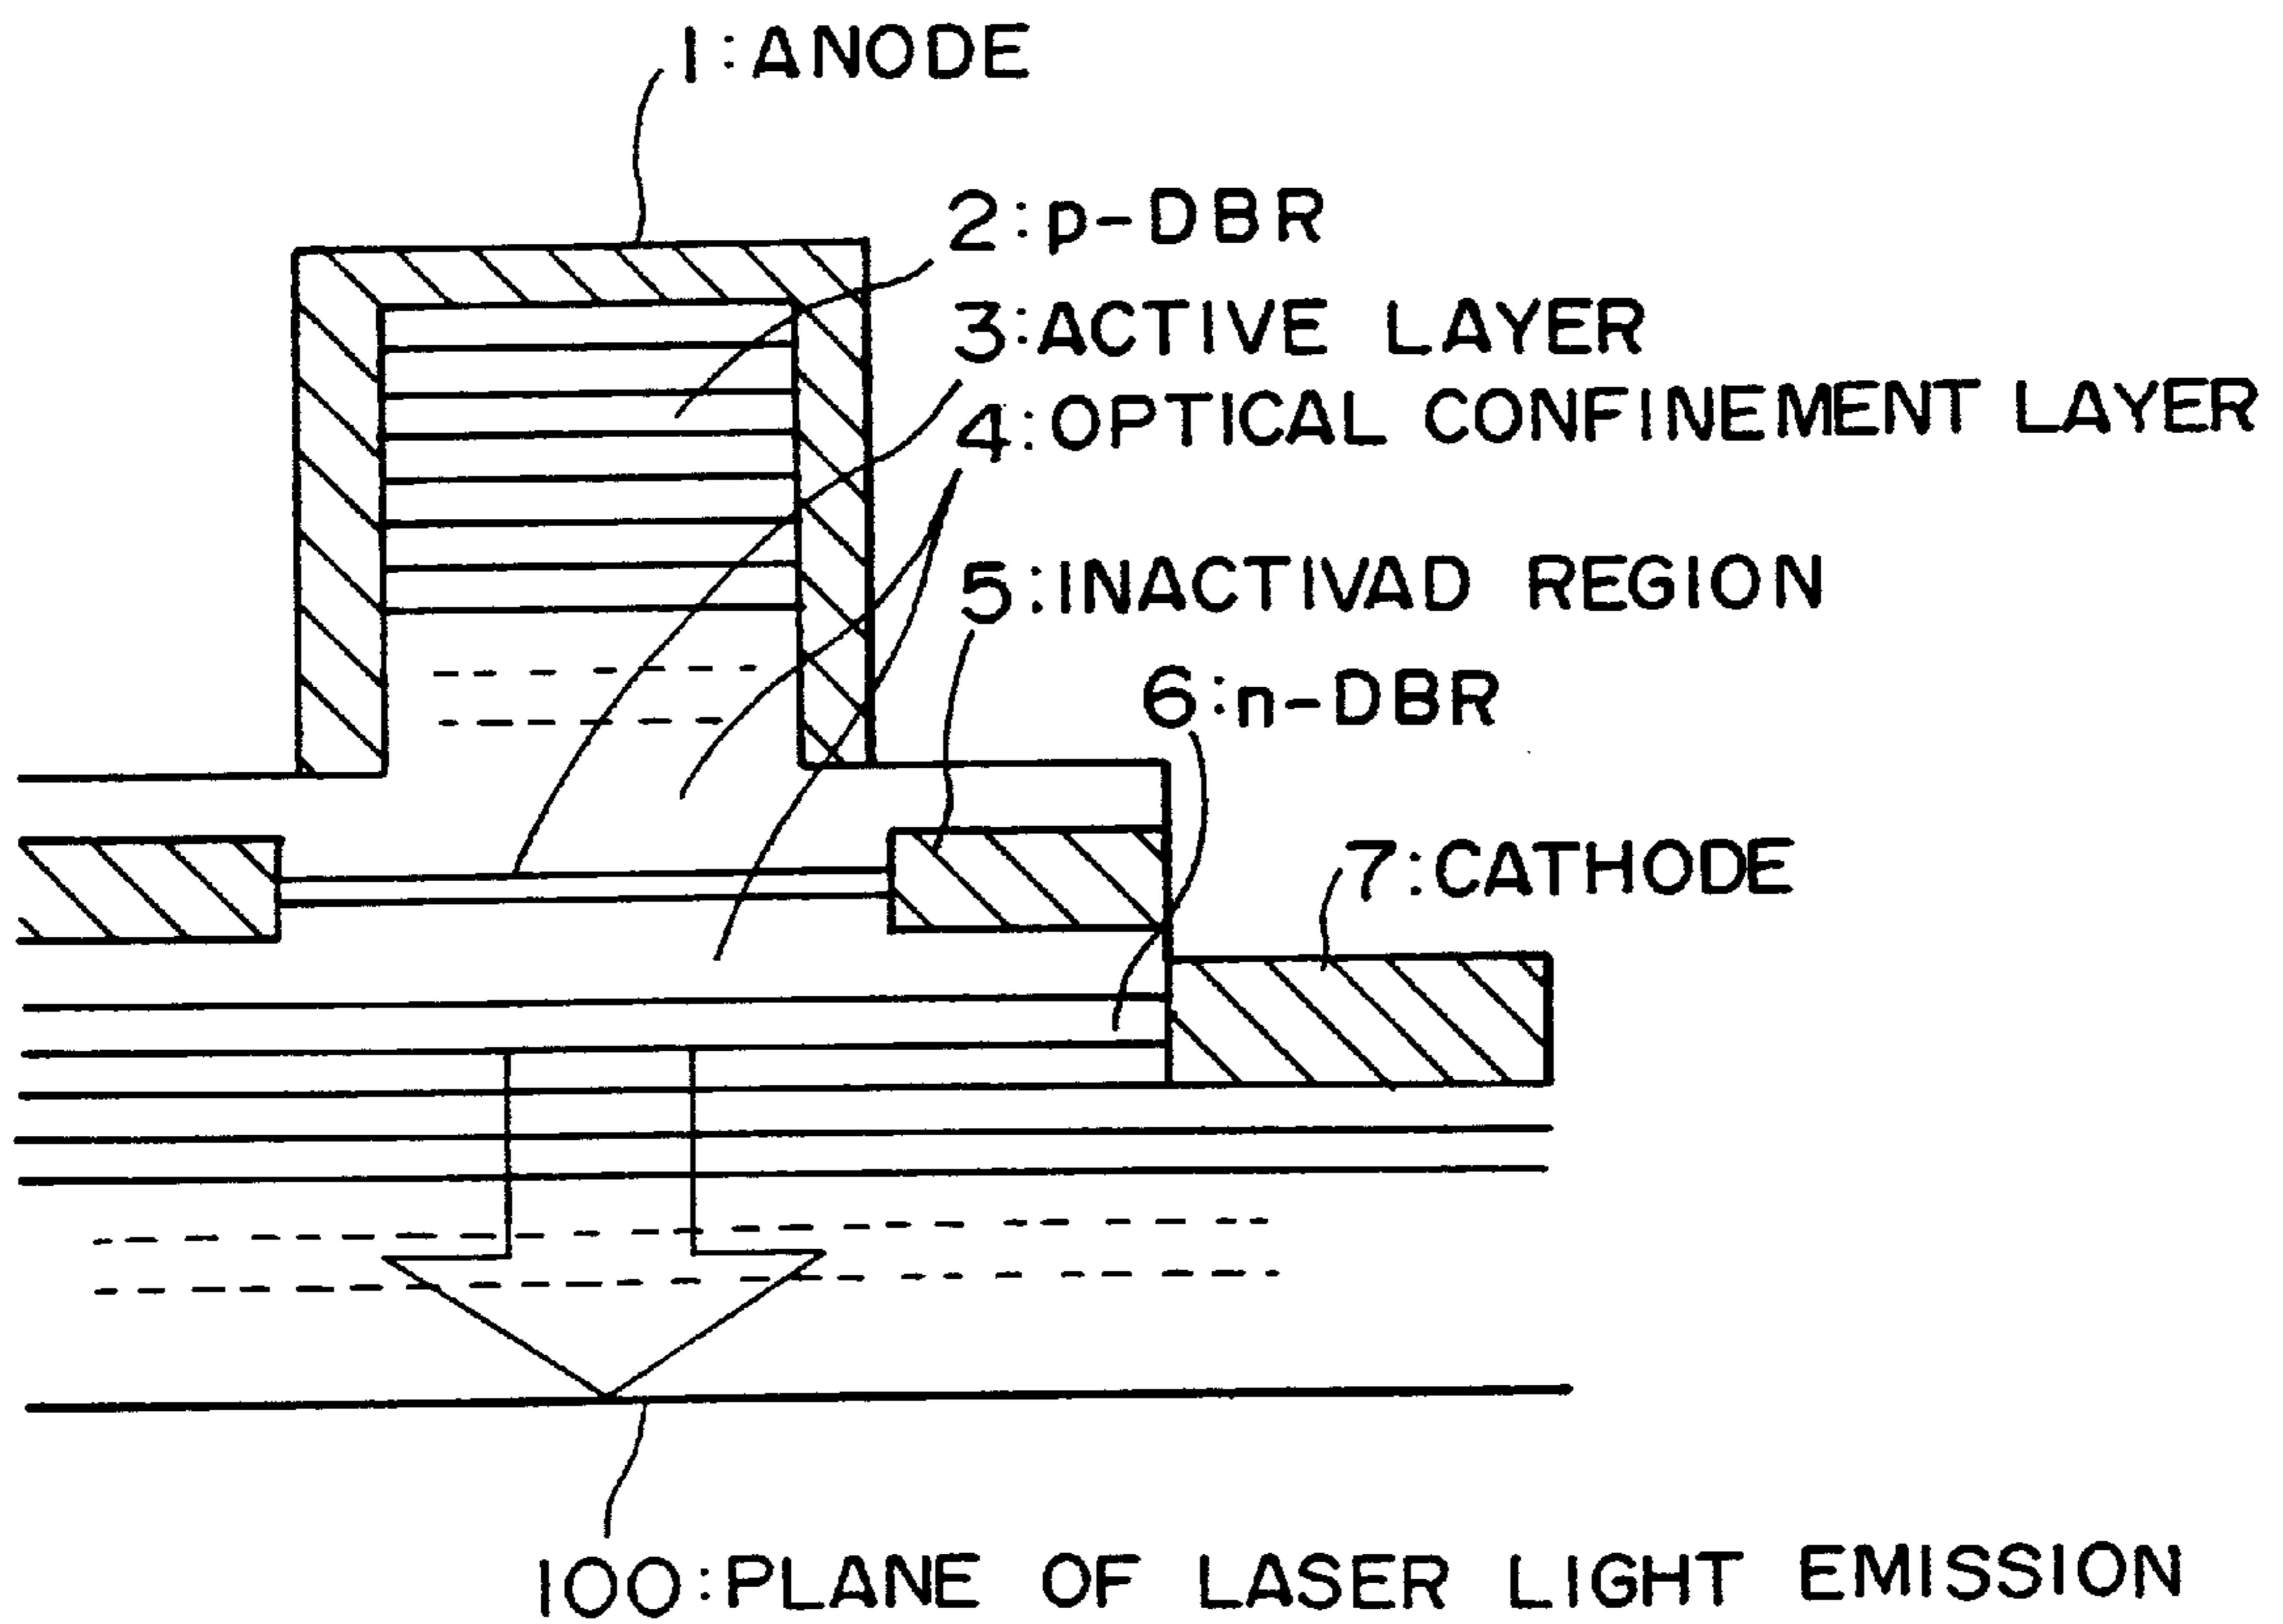 1:ANODE
2:p-DBR
3:ACTIVE LAYER
4:OPTICAL CONFINEMENT LAYER
5:INACTIVAD REGION
6:n-DBR
7:CATHODE
100:PLANE OF LASER LIGHT EMISSION